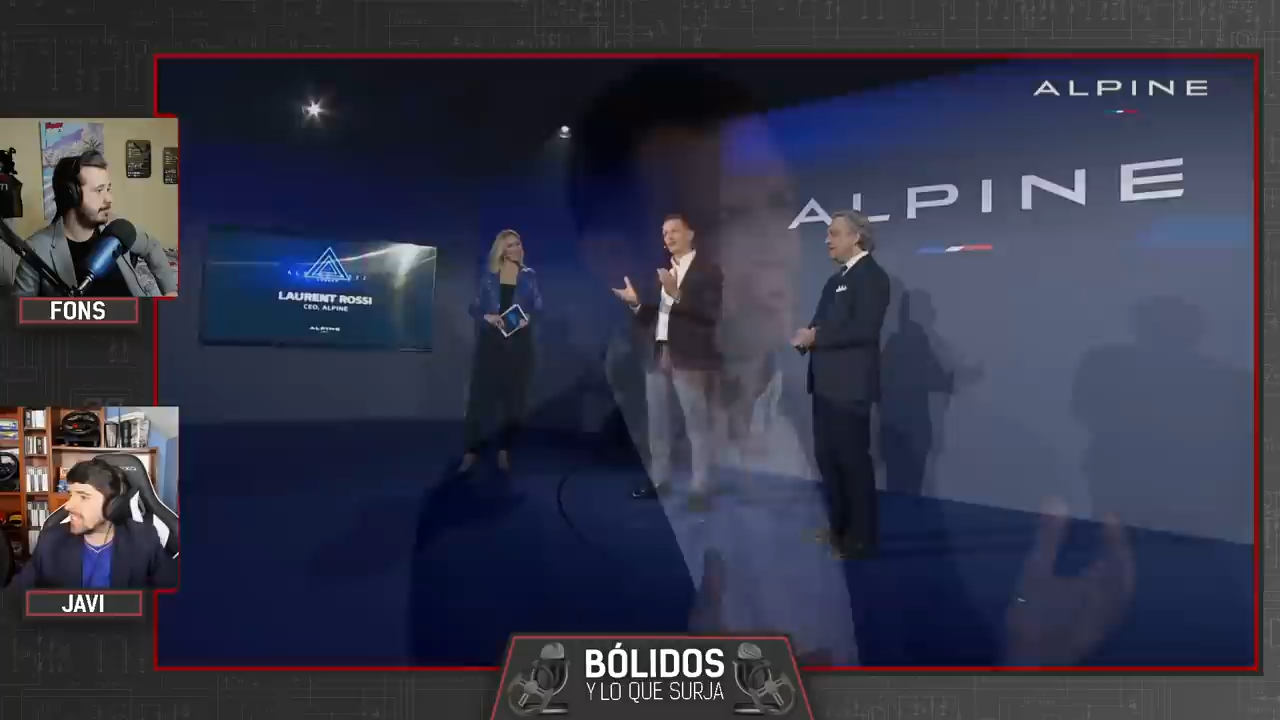 ALPINE
ALPINE
LAURENT ROSSI
CEO, ALPINE
ALPINE
FONS
JAVI
BÓLIDOS
Y LO QUE SURJA